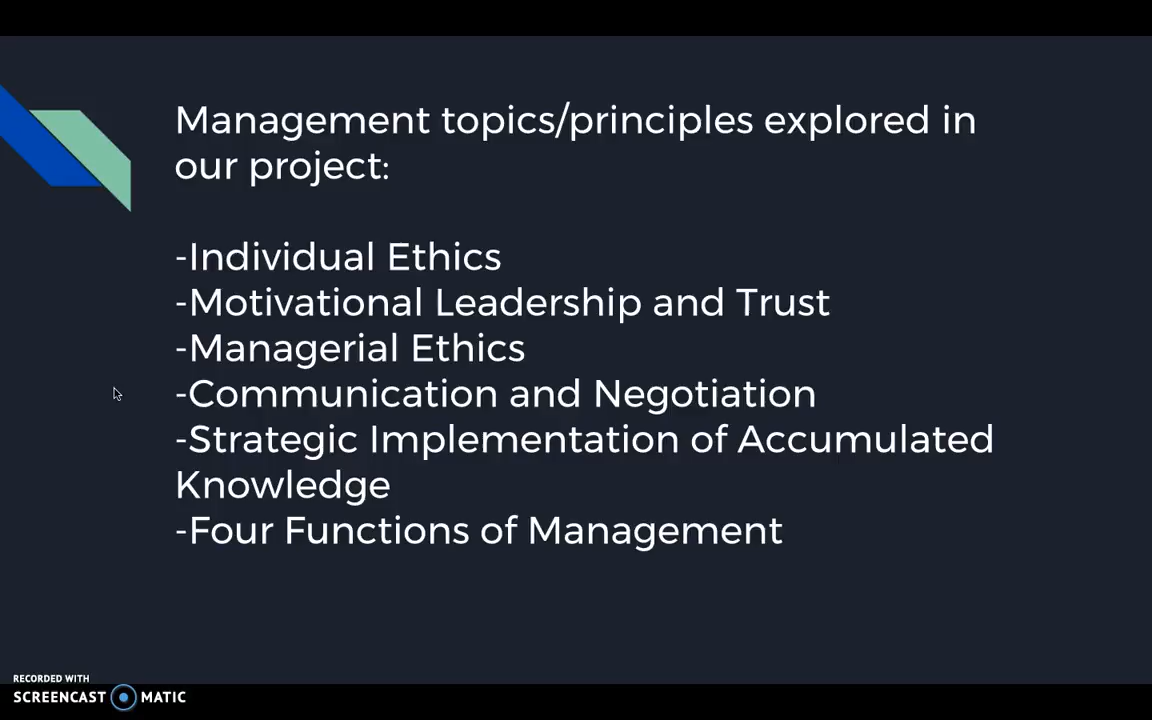 Management topics/principles explored in
our project:
-Individual Ethics
-Motivational Leadership and Trust
-Managerial Ethics
-Communication and Negotiation
-Strategic Implementation of Accumulated
Knowledge
-Four Functions of Management
RECORDED WITH
SCREENCAST MATIC